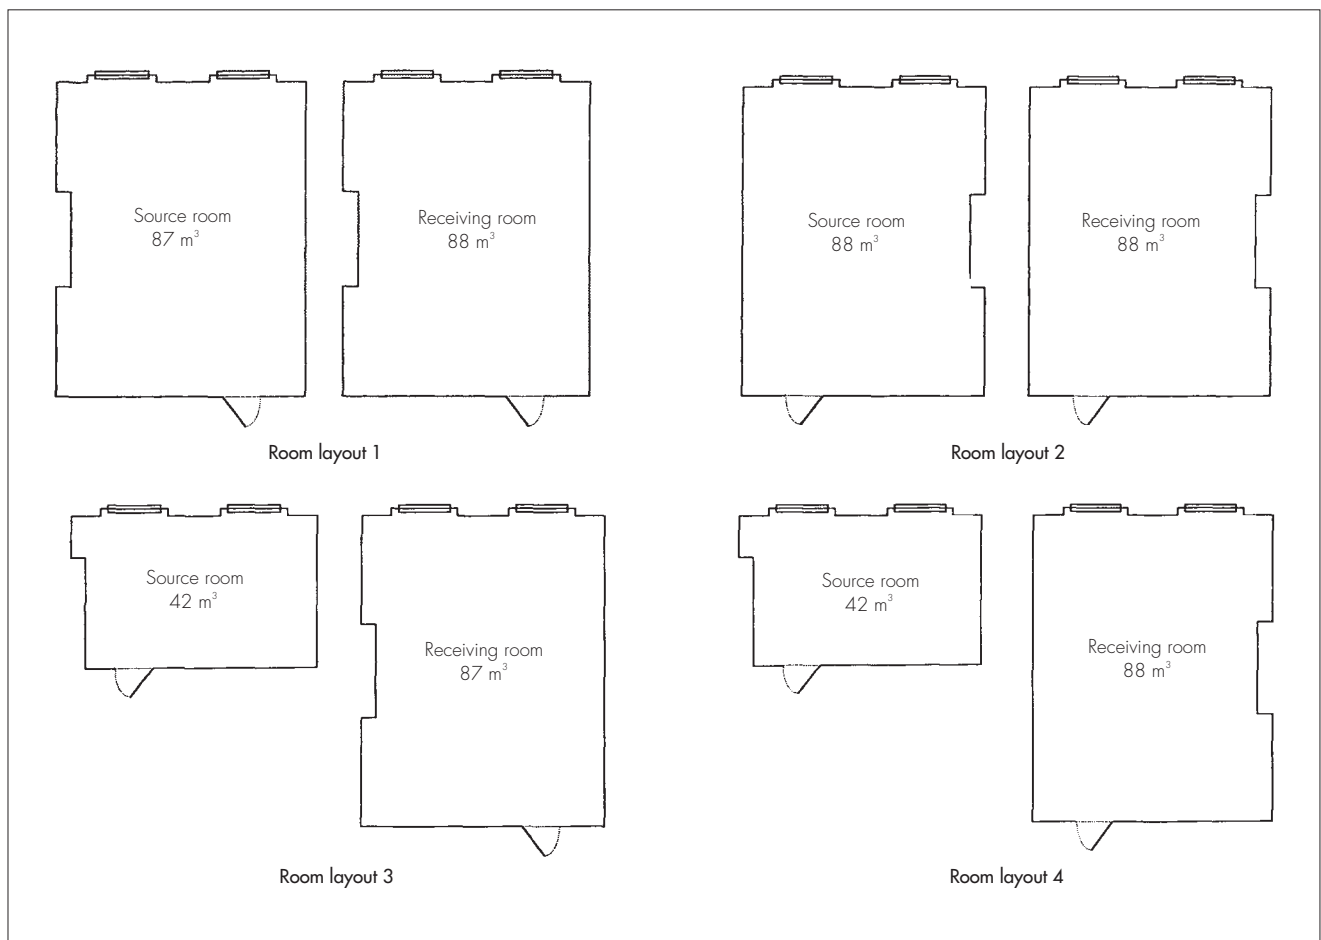 Source room
87 m³
Receiving room
88 m³
Room layout 1
Source room
88 m³
Receiving room
88 m³
Room layout 2
Source room
42 m³
Receiving room
87 m³
Room layout 3
Source room
42 m³
Receiving room
88 m³
Room layout 4